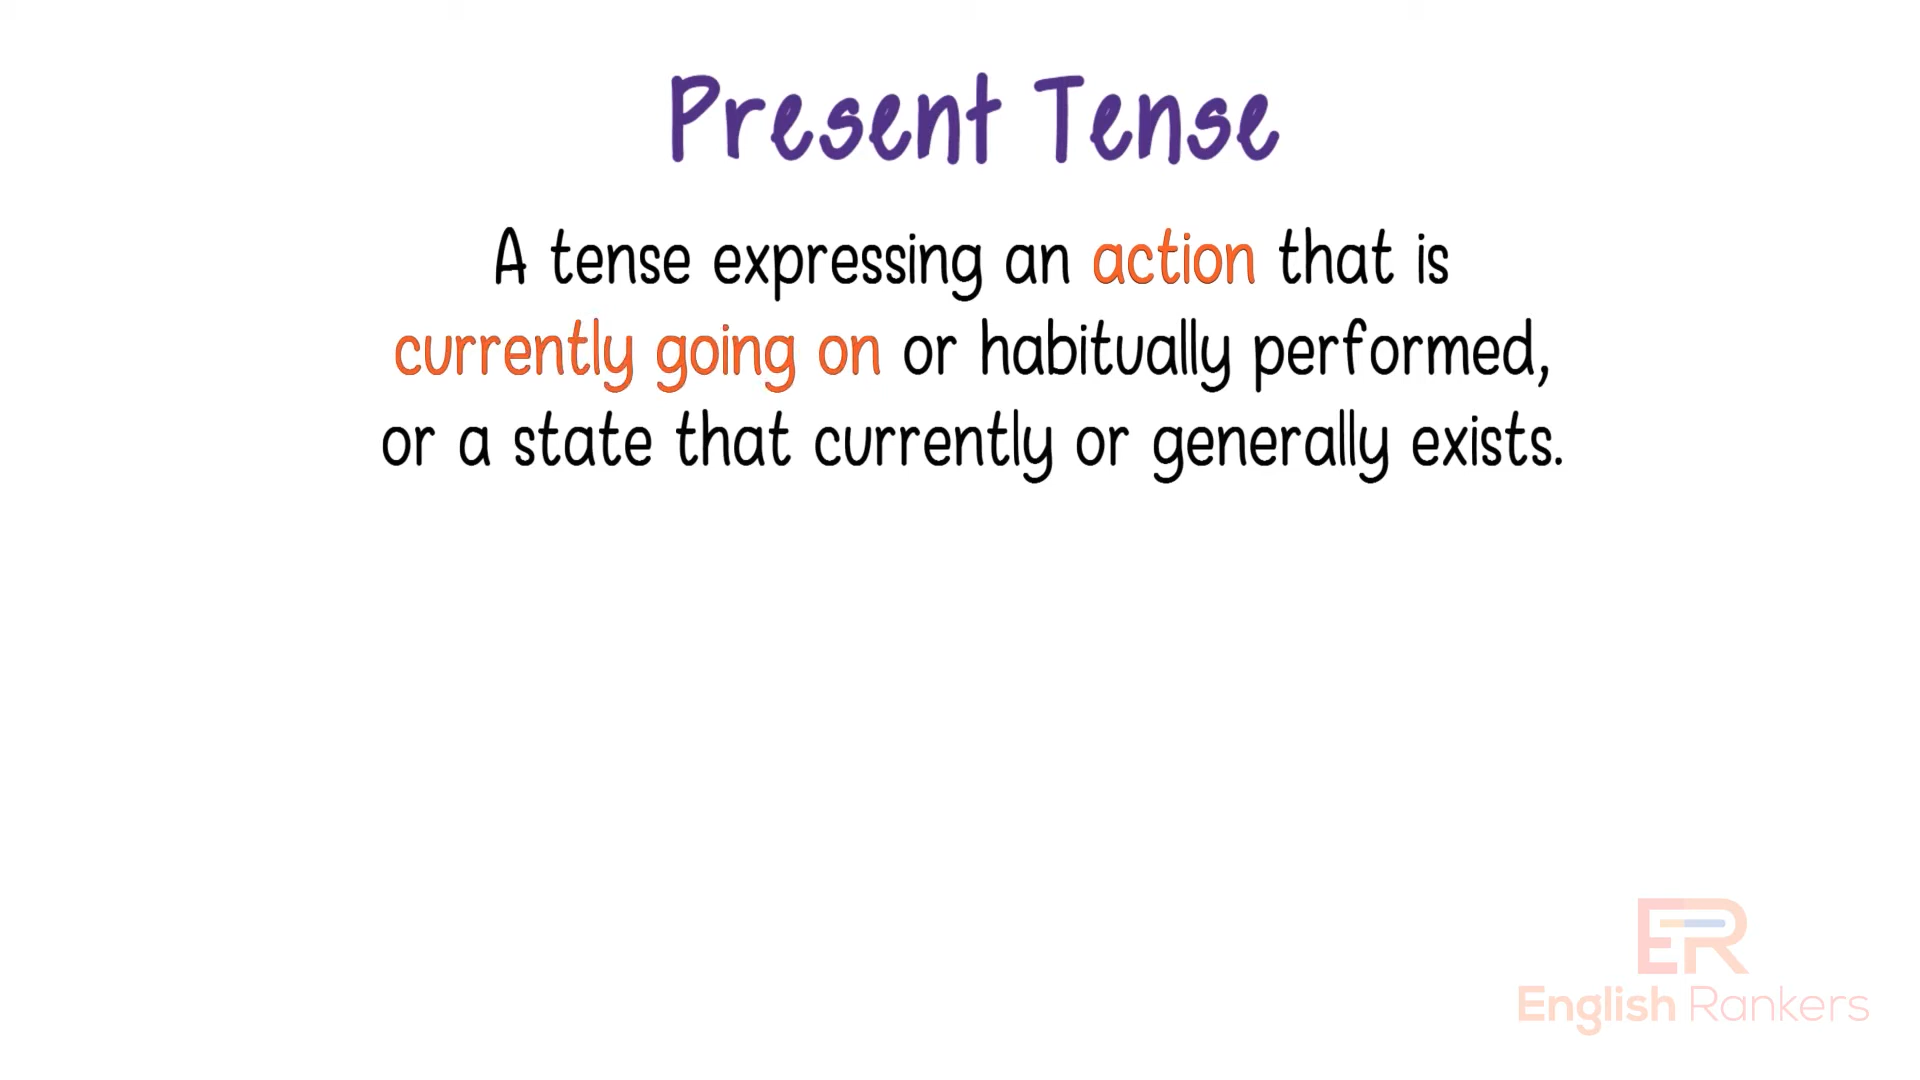 Present Tense
A tense expressing an action that is
currently going on or habitually performed,
or a state that currently or generally exists.
ER
English Rankers